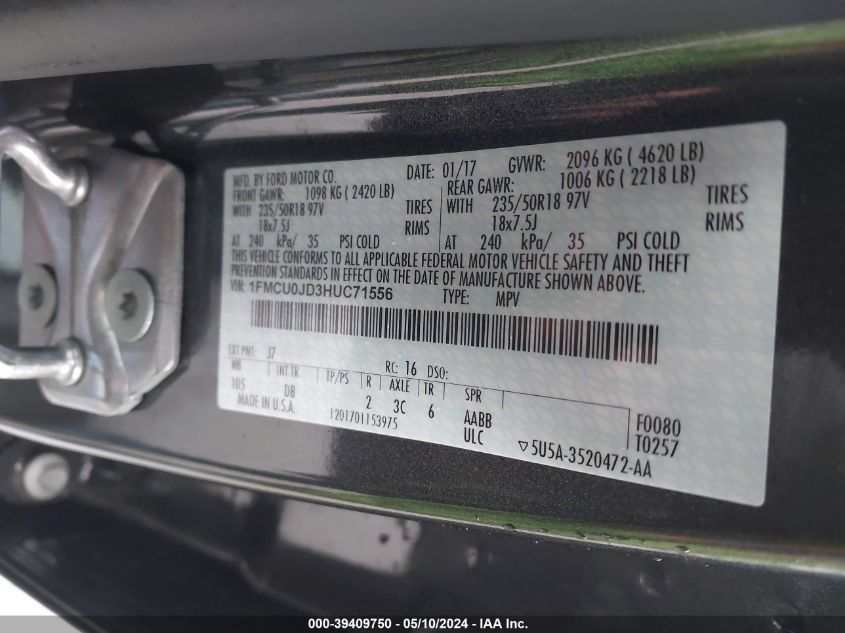 MFD. BY FORD MOTOR CO.
DATE: 01/17 GVWR: 2096 KG ( 4620 LB)
FRONT GAWR: 1098 KG ( 2420 LB) REAR GAWR: 1006 KG ( 2218 LB)
WITH 235/50R18 97V TIRES WITH 235/50R18 97V TIRES
18x7.5J RIMS 18x7.5J RIMS
AT 240 kPa/ 35 PSI COLD AT 240 kPa/ 35 PSI COLD
THIS VEHICLE CONFORMS TO ALL APPLICABLE FEDERAL MOTOR VEHICLE SAFETY AND THEFT
PREVENTION STANDARDS IN EFFECT ON THE DATE OF MANUFACTURE SHOWN ABOVE.
VIN: 1FMCU0JD3HUC71556 TYPE: MPV
EXT PNT: J7 RC: 16 DSO:
WB INT TR TP/PS R AXLE TR SPR
105 DB 2 3C 6 AABB F0080
MADE IN U.S.A. 1201701153975 ULC T0257
▽5U5A-3520472-AA
000-39409750 - 05/10/2024 - IAA Inc.